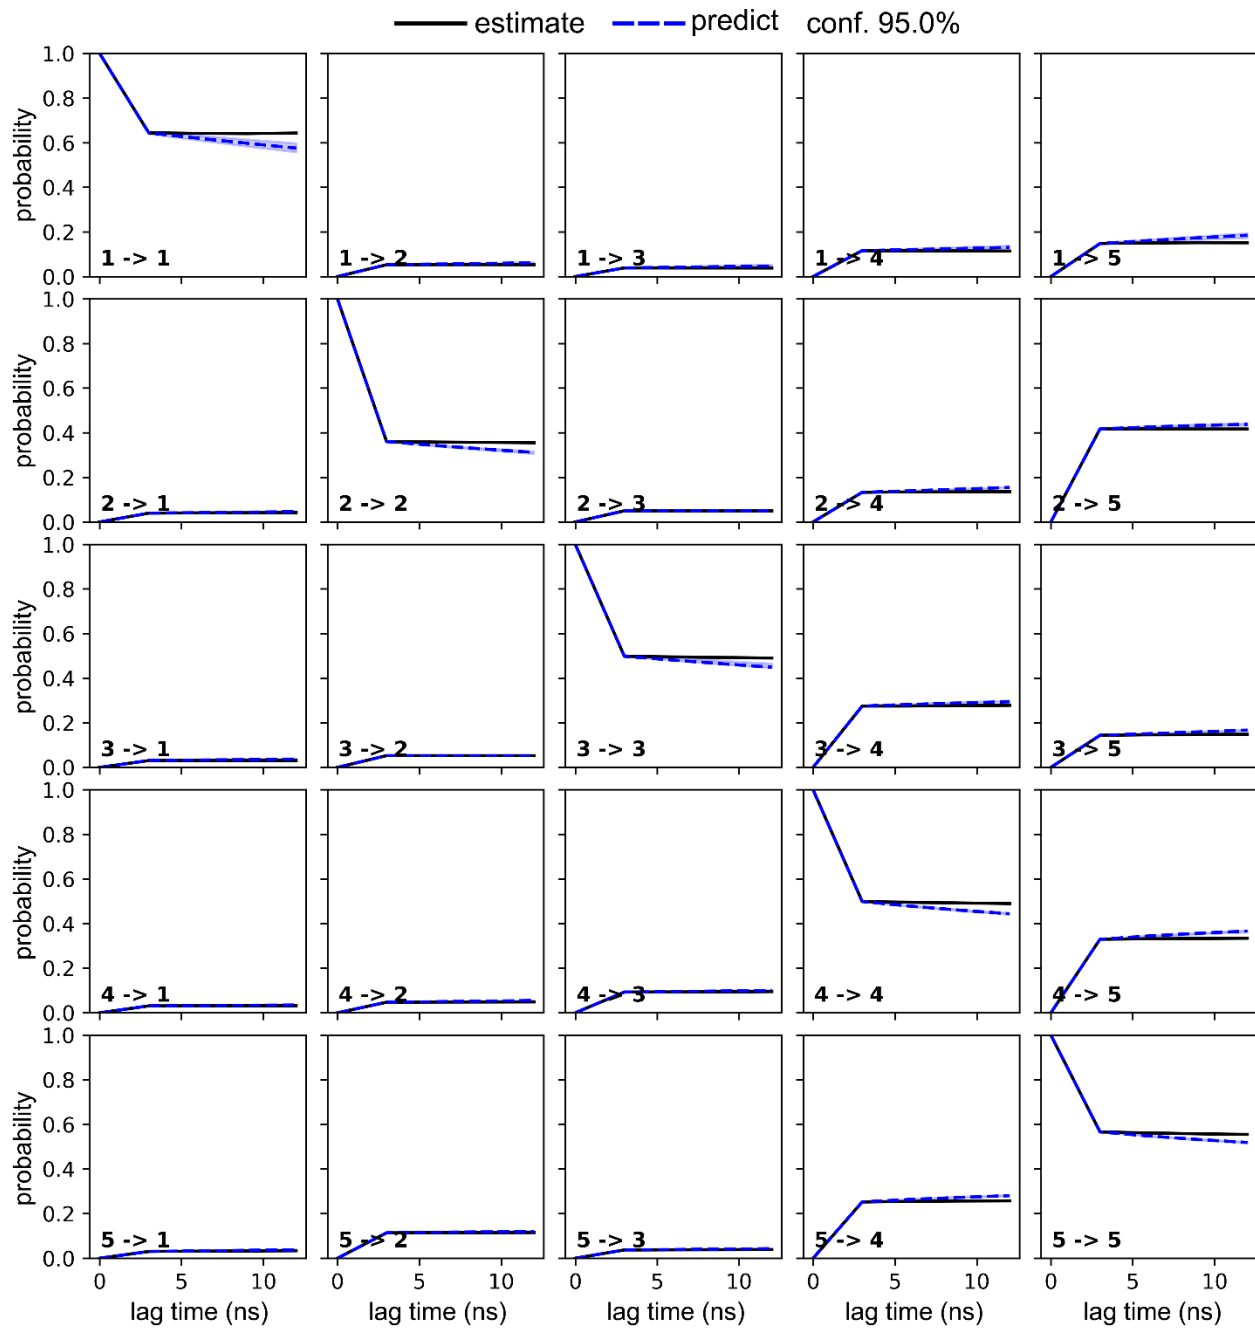 estimate predict conf. 95.0%
1.0
0.8
0.6
0.4
0.2
0.0
probability
1 -> 1
1 -> 2
1 -> 3
1 -> 4
1 -> 5
1.0
0.8
0.6
0.4
0.2
0.0
probability
2 -> 1
2 -> 2
2 -> 3
2 -> 4
2 -> 5
1.0
0.8
0.6
0.4
0.2
0.0
probability
3 -> 1
3 -> 2
3 -> 3
3 -> 4
3 -> 5
1.0
0.8
0.6
0.4
0.2
0.0
probability
4 -> 1
4 -> 2
4 -> 3
4 -> 4
4 -> 5
1.0
0.8
0.6
0.4
0.2
0.0
probability
5 -> 1
5 -> 2
5 -> 3
5 -> 4
5 -> 5
0 5 10 0 5 10 0 5 10 0 5 10 0 5 10
lag time (ns) lag time (ns) lag time (ns) lag time (ns) lag time (ns)